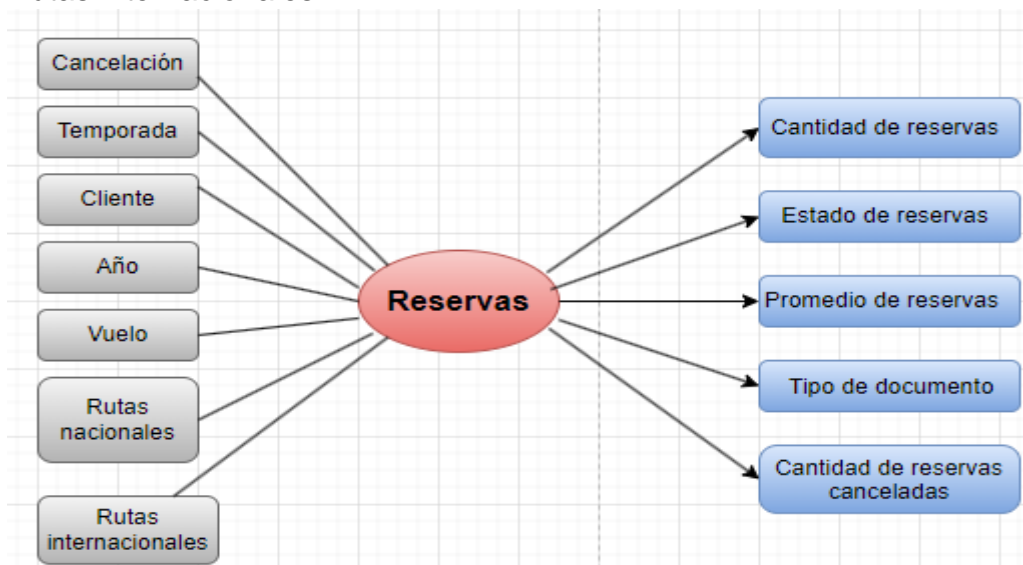 Cancelación
Temporada
Cliente
Año
Vuelo
Rutas
nacionales
Rutas
internacionales
Reservas
Cantidad de reservas
Estado de reservas
Promedio de reservas
Tipo de documento
Cantidad de reservas
canceladas